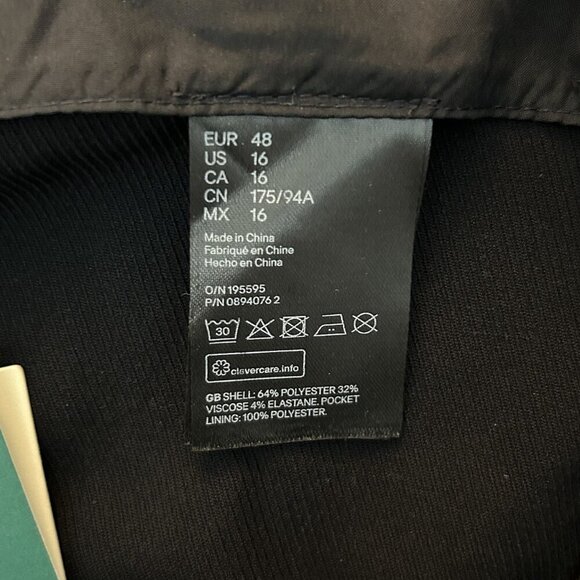 EUR 48
US 16
CA 16
CN 175/94A
MX 16
Made in China
Fabriqué en Chine
Hecho en China
O/N 195595
P/N 0894076 2
30
clevercare.info
GB SHELL: 64% POLYESTER 32%
VISCOSE 4% ELASTANE. POCKET
LINING: 100% POLYESTER.